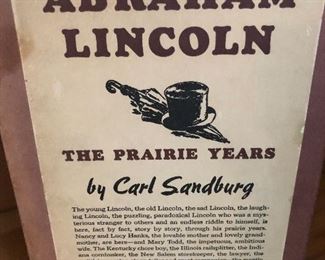 ABRAHAM
LINCOLN
THE PRAIRIE YEARS
by Carl Sandburg
The young Lincoln, the old Lincoln, the sad Lincoln, the laugh-
ing Lincoln, the puzzling, paradoxical Lincoln who was a mys-
terious stranger to others and an endless riddle to himself, is
here, fact by fact, story by story, through his prairie years.
Nancy and Lucy Hanks, the lovable mother and lovely grand-
mother, are here—and Mary Todd, the impetuous, ambitious
wife. The Kentucky chore boy, the Illinois railsplitter, the Indi-
ana cornhusker, the New Salem storekeeper, the lawyer, the